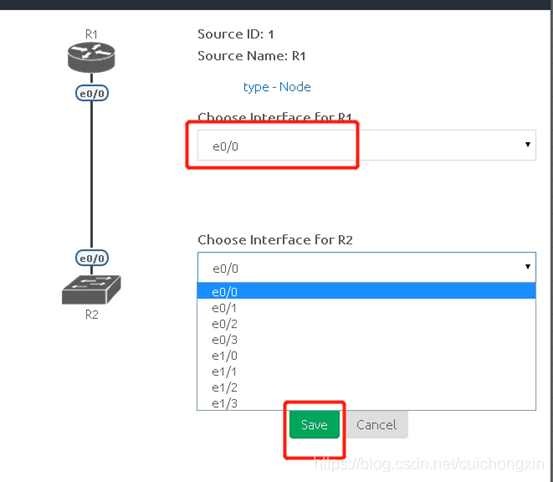 R1
e0/0
e0/0
R2
Source ID: 1
Source Name: R1
type - Node
Choose Interface for R1
e0/0
Choose Interface for R2
e0/0
e0/0
e0/1
e0/2
e0/3
e1/0
e1/1
e1/2
e1/3
Save Cancel
https://blog.csdn.net/cuichongxin